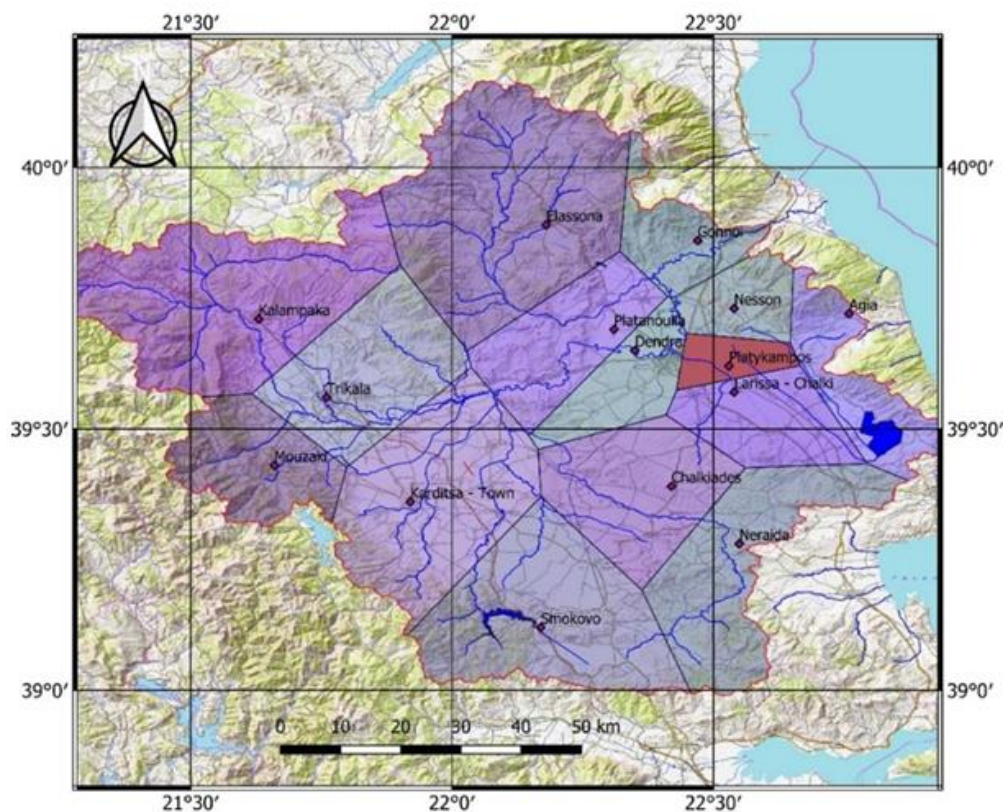 21°30′ 22°0′ 22°30′
40°0′ 40°0′
Elassona
Gonnoi
Kalampaka
Nesson
Agia
Platanoulia
Dendra
Platykampos
Larissa - Chalki
Trikala
39°30′ 39°30′
Mouzaki
Chalkiades
Karditsa - Town
Neraida
Smokovo
39°0′ 39°0′
0 10 20 30 40 50 km
21°30′ 22°0′ 22°30′